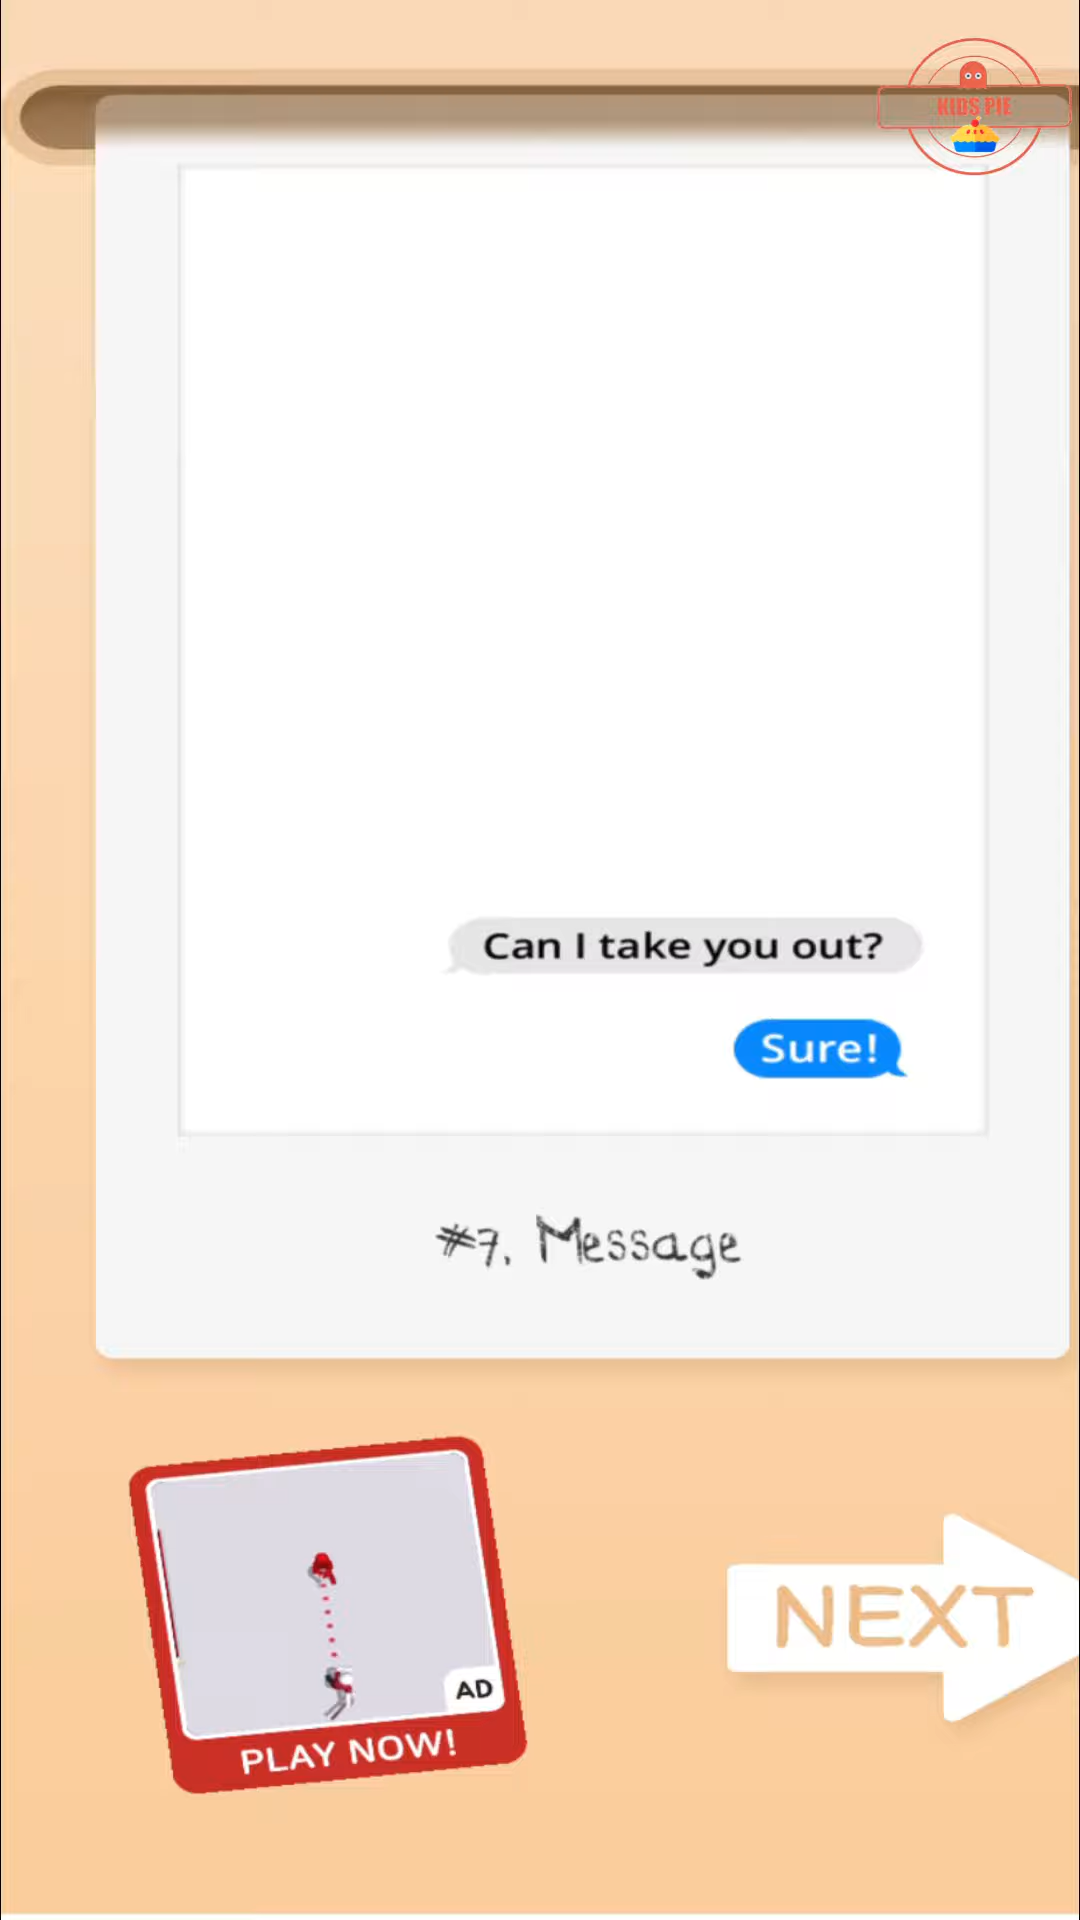 KIDS PIE
Can I take you out?
Sure!
#7. Message
NEXT
AD
PLAY NOW!